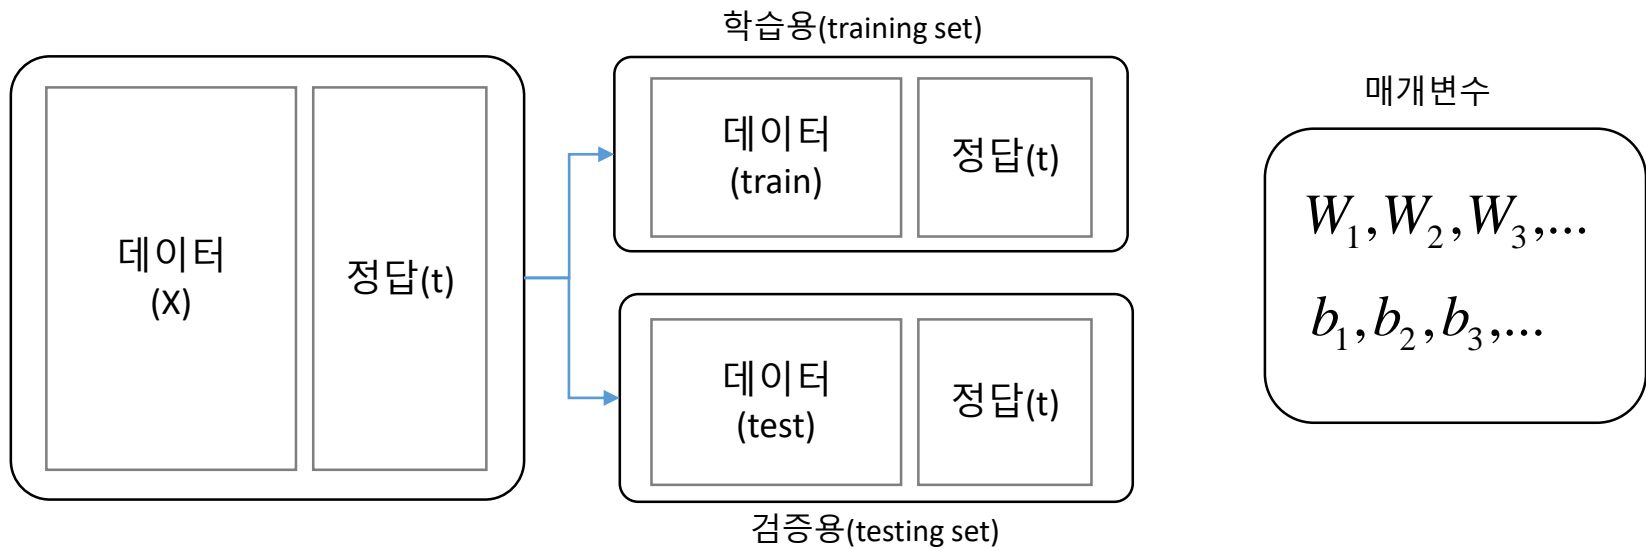 데이터
(X)
정답(t)
학습용(training set)
데이터
(train)
정답(t)
데이터
(test)
정답(t)
검증용(testing set)
매개변수
W₁,W₂,W₃,...
b₁,b₂,b₃,...